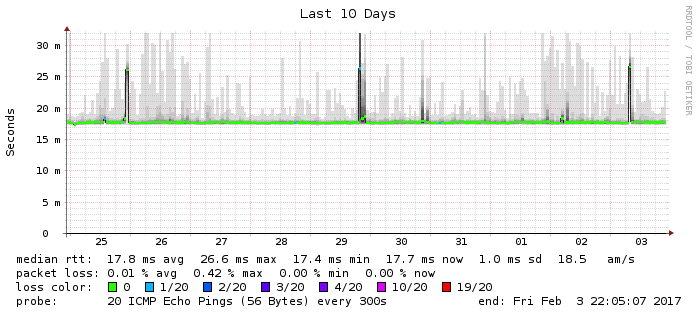 Last 10 Days
RRDTOOL / TOBI OETIKER
Seconds
30 m
25 m
20 m
15 m
10 m
5 m
0
25 26 27 28 29 30 31 01 02 03
median rtt: 17.8 ms avg 26.6 ms max 17.4 ms min 17.7 ms now 1.0 ms sd 18.5 am/s
packet loss: 0.01 % avg 0.42 % max 0.00 % min 0.00 % now
loss color: 0 1/20 2/20 3/20 4/20 10/20 19/20
probe: 20 ICMP Echo Pings (56 Bytes) every 300s end: Fri Feb 3 22:05:07 2017